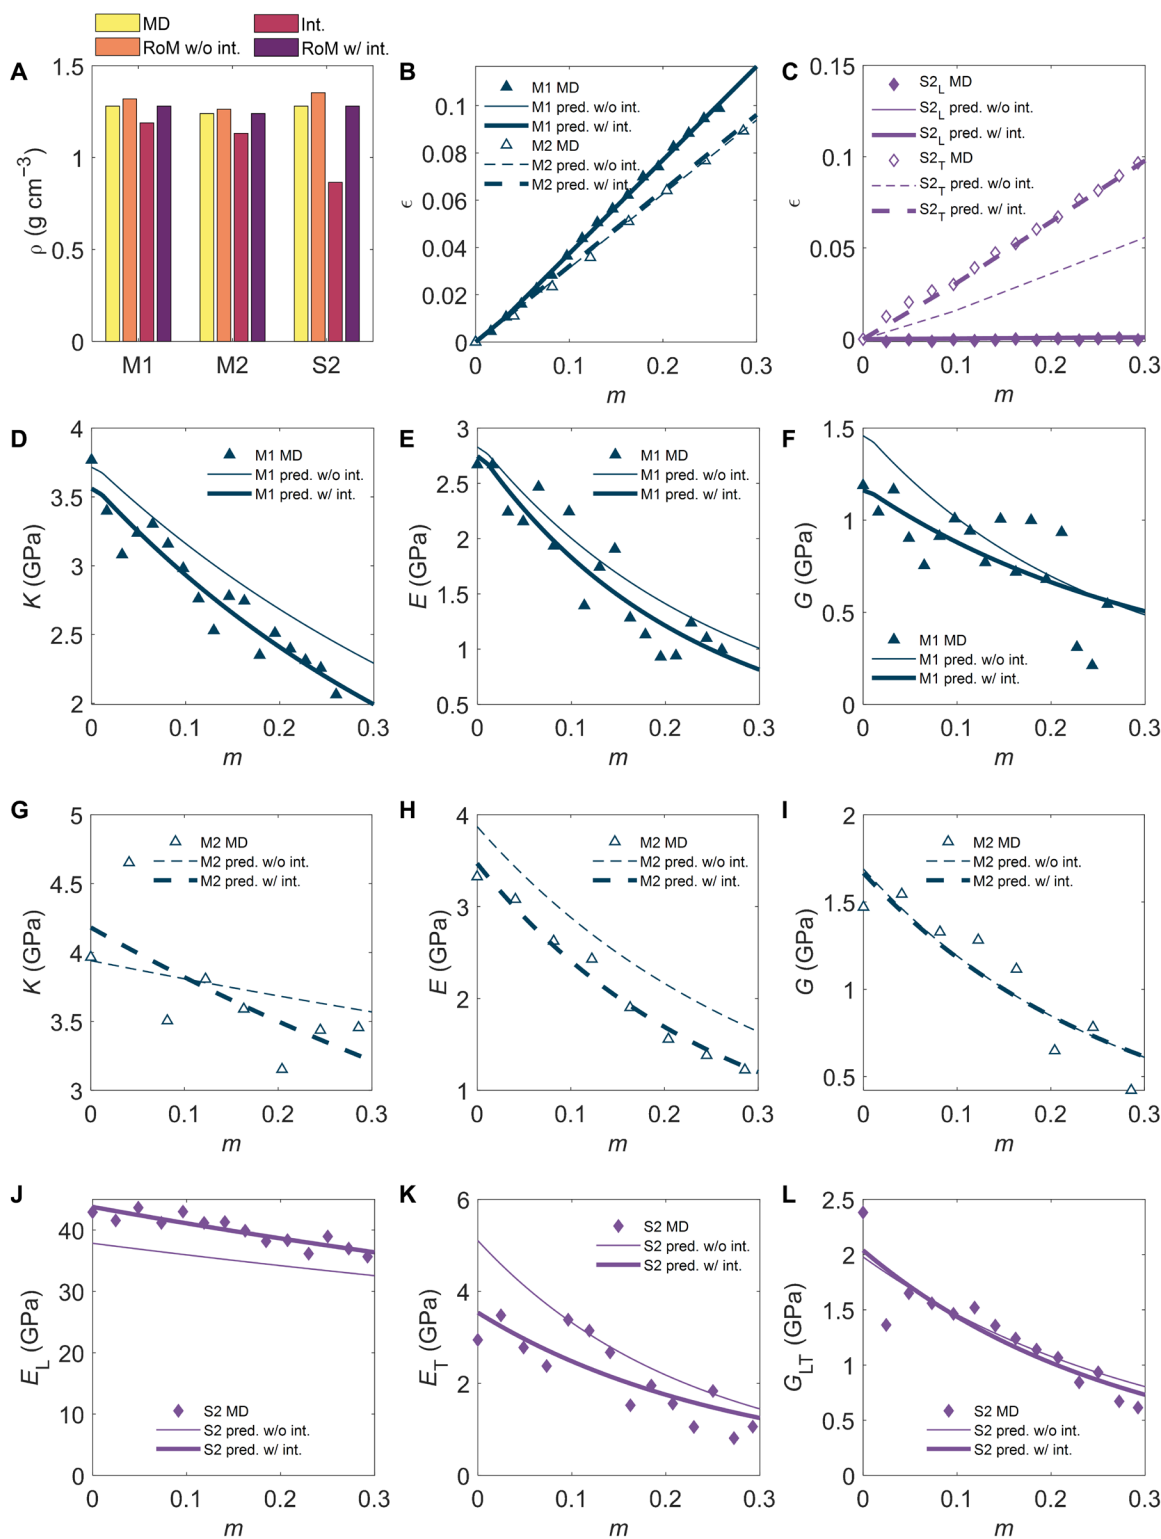 MD
Int.
RoM w/o int.
RoM w/ int.
A
1.5
1
0.5
0
ρ (g cm−3)
M1
M2
S2
B
M1 MD
M1 pred. w/o int.
M1 pred. w/ int.
M2 MD
M2 pred. w/o int.
M2 pred. w/ int.
0.1
0.08
0.06
0.04
0.02
0
ϵ
0
0.1
0.2
0.3
m
C
S2L MD
S2L pred. w/o int.
S2L pred. w/ int.
S2T MD
S2T pred. w/o int.
S2T pred. w/ int.
0.15
0.1
0.05
0
ϵ
0
0.1
0.2
0.3
m
D
M1 MD
M1 pred. w/o int.
M1 pred. w/ int.
4
3.5
3
2.5
2
K (GPa)
0
0.1
0.2
0.3
m
E
M1 MD
M1 pred. w/o int.
M1 pred. w/ int.
3
2.5
2
1.5
1
0.5
E (GPa)
0
0.1
0.2
0.3
m
F
1.5
1
0.5
0
G (GPa)
M1 MD
M1 pred. w/o int.
M1 pred. w/ int.
0
0.1
0.2
0.3
m
G
M2 MD
M2 pred. w/o int.
M2 pred. w/ int.
5
4.5
4
3.5
3
K (GPa)
0
0.1
0.2
0.3
m
H
M2 MD
M2 pred. w/o int.
M2 pred. w/ int.
4
3
2
1
E (GPa)
0
0.1
0.2
0.3
m
I
M2 MD
M2 pred. w/o int.
M2 pred. w/ int.
2
1.5
1
0.5
G (GPa)
0
0.1
0.2
0.3
m
J
40
30
20
10
0
EL (GPa)
S2 MD
S2 pred. w/o int.
S2 pred. w/ int.
0
0.1
0.2
0.3
m
K
S2 MD
S2 pred. w/o int.
S2 pred. w/ int.
6
4
2
0
ET (GPa)
0
0.1
0.2
0.3
m
L
2.5
2
1.5
1
0.5
0
GLT (GPa)
S2 MD
S2 pred. w/o int.
S2 pred. w/ int.
0
0.1
0.2
0.3
m